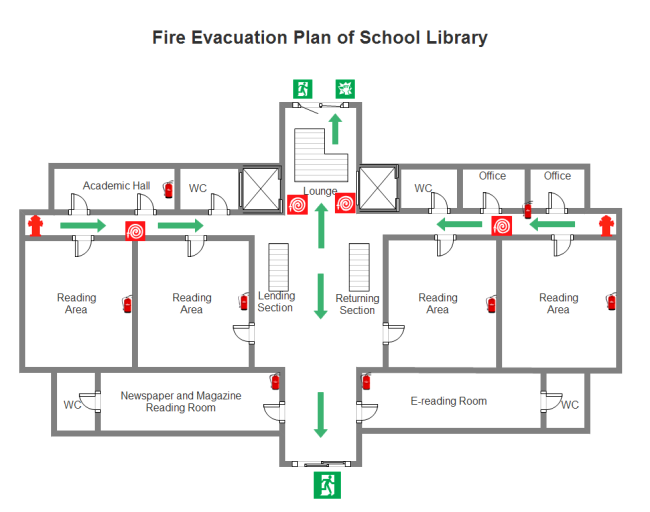 Fire Evacuation Plan of School Library
Academic Hall
WC
Lounge
WC
Office
Office
Reading
Area
Reading
Area
Lending
Section
Returning
Section
Reading
Area
Reading
Area
WC
Newspaper and Magazine
Reading Room
E-reading Room
WC